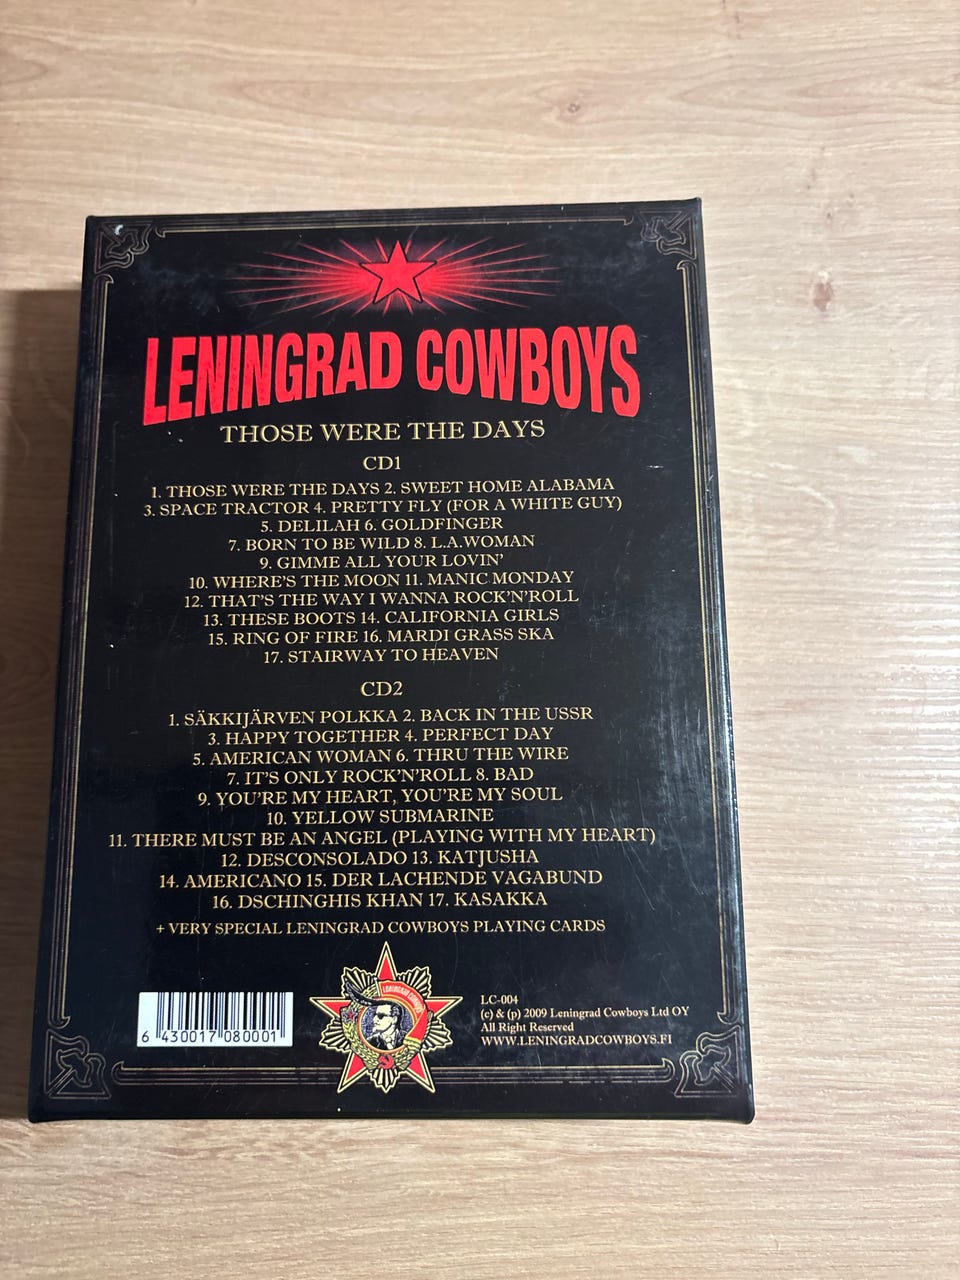 LENINGRAD COWBOYS
THOSE WERE THE DAYS
CD1
1. THOSE WERE THE DAYS 2. SWEET HOME ALABAMA
3. SPACE TRACTOR 4. PRETTY FLY (FOR A WHITE GUY)
5. DELILAH 6. GOLDFINGER
7. BORN TO BE WILD 8. L.A.WOMAN
9. GIMME ALL YOUR LOVIN'
10. WHERE'S THE MOON 11. MANIC MONDAY
12. THAT'S THE WAY I WANNA ROCK'N'ROLL
13. THESE BOOTS 14. CALIFORNIA GIRLS
15. RING OF FIRE 16. MARDI GRASS SKA
17. STAIRWAY TO HEAVEN
CD2
1. SÄKKIJÄRVEN POLKKA 2. BACK IN THE USSR
3. HAPPY TOGETHER 4. PERFECT DAY
5. AMERICAN WOMAN 6. THRU THE WIRE
7. IT'S ONLY ROCK'N'ROLL 8. BAD
9. YOU'RE MY HEART, YOU'RE MY SOUL
10. YELLOW SUBMARINE
11. THERE MUST BE AN ANGEL (PLAYING WITH MY HEART)
12. DESCONSOLADO 13. KATJUSHA
14. AMERICANO 15. DER LACHENDE VAGABUND
16. DSCHINGHIS KHAN 17. KASAKKA
+ VERY SPECIAL LENINGRAD COWBOYS PLAYING CARDS
LENINGRAD COWBOYS
6 430017 080001
LC-004
(c) & (p) 2009 Leningrad Cowboys Ltd OY
All Right Reserved
WWW.LENINGRADCOWBOYS.FI